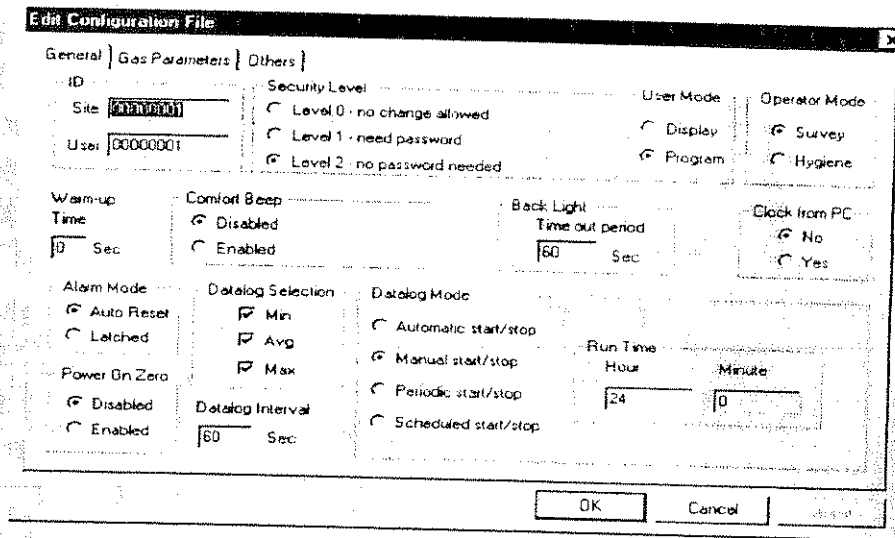 Edit Configuration File
General Gas Parameters Others
ID
Site 00000001
User 00000001
Security Level
Level 0 - no change allowed
Level 1 - need password
Level 2 - no password needed
User Mode
Display
Program
Operator Mode
Survey
Hygiene
Warm-up
Time
0 Sec
Comfort Beep
Disabled
Enabled
Back Light
Time out period
60 Sec
Clock from PC
No
Yes
Alarm Mode
Auto Reset
Latched
Power On Zero
Disabled
Enabled
Datalog Selection
Min
Avg
Max
Datalog Interval
60 Sec
Datalog Mode
Automatic start/stop
Manual start/stop
Periodic start/stop
Scheduled start/stop
Run Time
Hour
24
Minute
0
OK Cancel